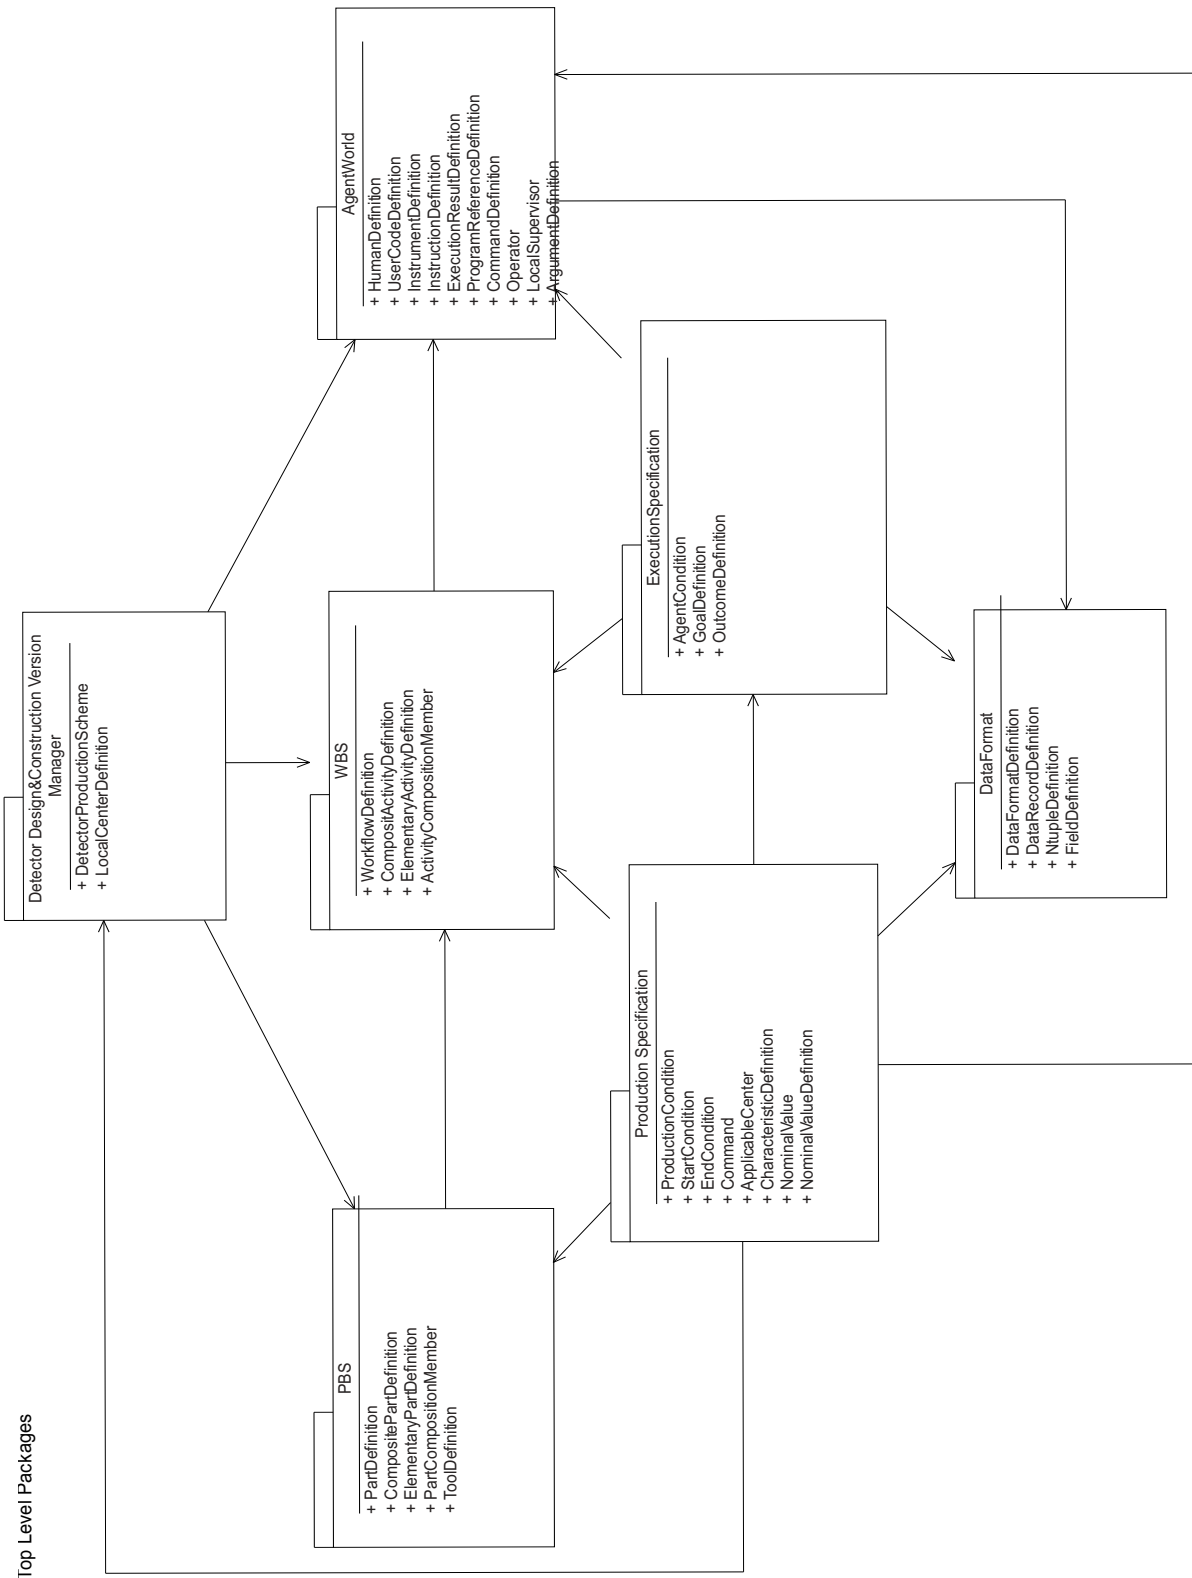 Top Level Packages
Detector Design&Construction Version
Manager
+ DetectorProductionScheme
+ LocalCenterDefinition
PBS
+ PartDefinition
+ CompositePartDefinition
+ ElementaryPartDefinition
+ PartCompositionMember
+ ToolDefinition
WBS
+ WorkflowDefinition
+ CompositActivityDefinition
+ ElementaryActivityDefinition
+ ActivityCompositionMember
AgentWorld
+ HumanDefinition
+ UserCodeDefinition
+ InstrumentDefinition
+ InstructionDefinition
+ ExecutionResultDefinition
+ ProgramReferenceDefinition
+ CommandDefinition
+ Operator
+ LocalSupervisor
+ ArgumentDefinition
Production Specification
+ ProductionCondition
+ StartCondition
+ EndCondition
+ Command
+ ApplicableCenter
+ CharacteristicDefinition
+ NominalValue
+ NominalValueDefinition
ExecutionSpecification
+ AgentCondition
+ GoalDefinition
+ OutcomeDefinition
DataFormat
+ DataFormatDefinition
+ DataRecordDefinition
+ NtupleDefinition
+ FieldDefinition